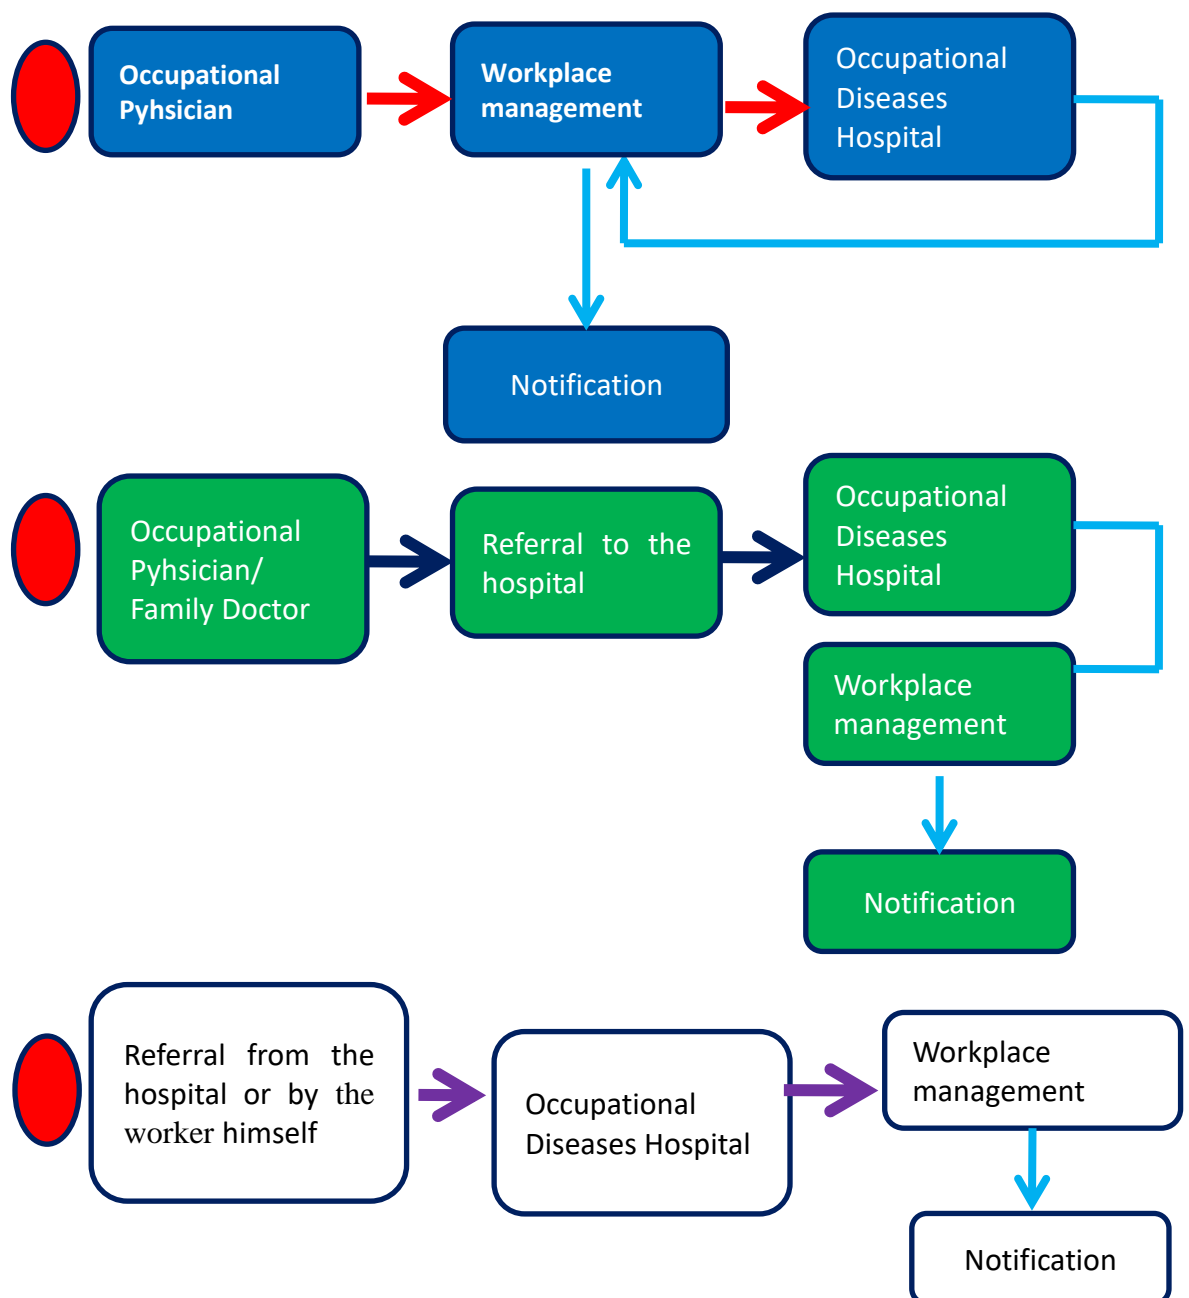 Occupational
Pyhsician
Workplace
management
Occupational
Diseases
Hospital
Notification
Occupational
Pyhsician/
Family Doctor
Referral to the
hospital
Occupational
Diseases
Hospital
Workplace
management
Notification
Referral from the
hospital or by the
worker himself
Occupational
Diseases Hospital
Workplace
management
Notification